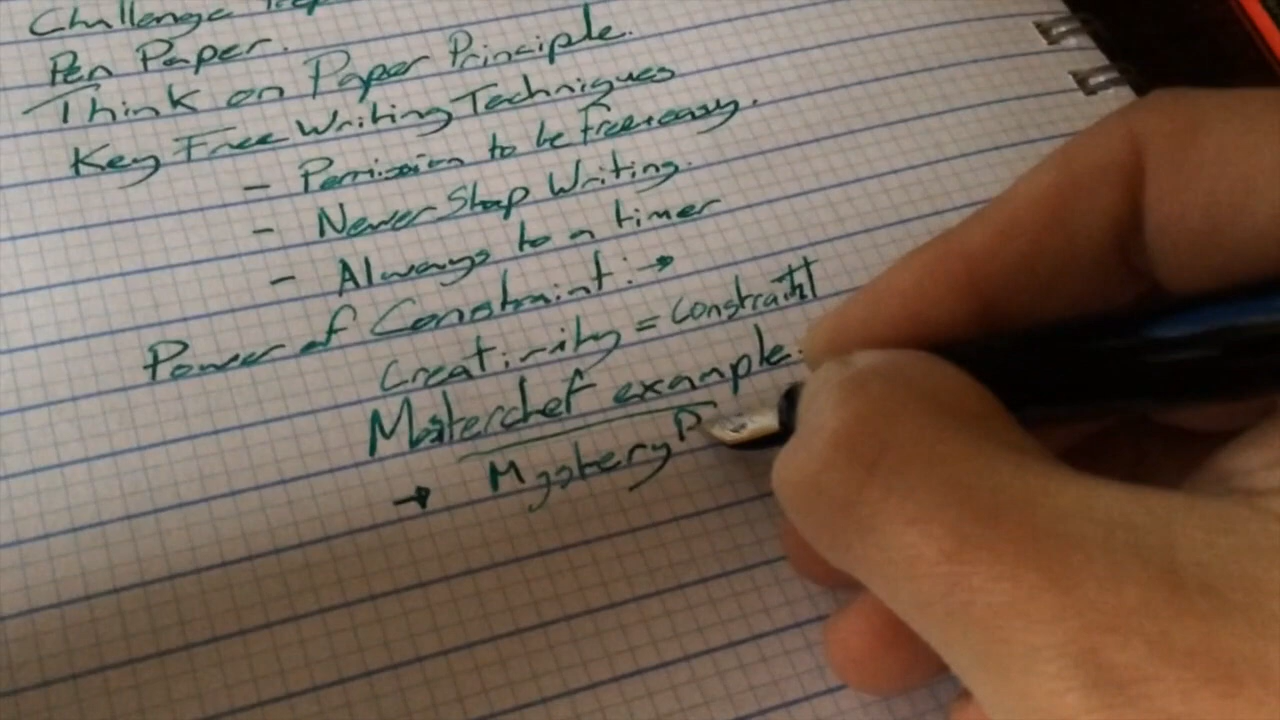 Challenge
Pen Paper.
Think on Paper Principle.
Key Free Writing Techniques
- Permission to be free+easy.
- Never Stop Writing.
- Always to a timer
Power of Constraint: →
Creativity = Constraint
Masterchef example.
→ Mystery